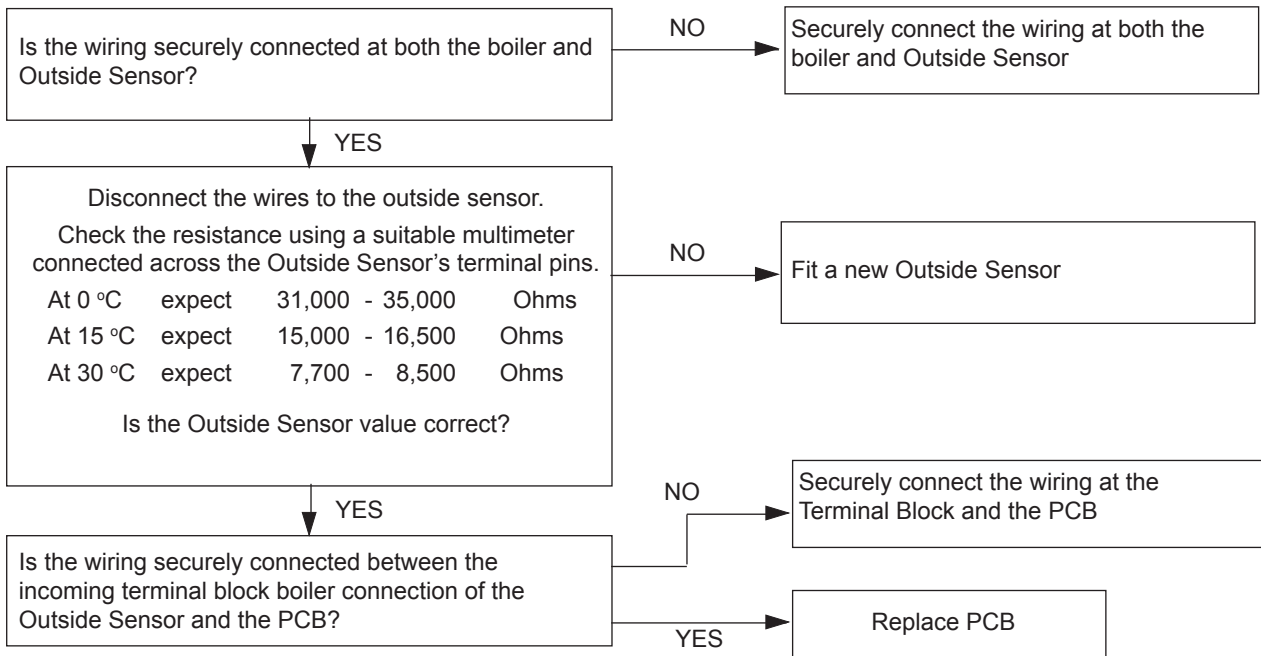 Is the wiring securely connected at both the boiler and
Outside Sensor?
NO
Securely connect the wiring at both the
boiler and Outside Sensor
YES
Disconnect the wires to the outside sensor.
Check the resistance using a suitable multimeter
connected across the Outside Sensor’s terminal pins.
At 0 ºC expect 31,000 - 35,000 Ohms
At 15 ºC expect 15,000 - 16,500 Ohms
At 30 ºC expect 7,700 - 8,500 Ohms
Is the Outside Sensor value correct?
NO
Fit a new Outside Sensor
YES
Is the wiring securely connected between the
incoming terminal block boiler connection of the
Outside Sensor and the PCB?
NO
Securely connect the wiring at the
Terminal Block and the PCB
YES
Replace PCB